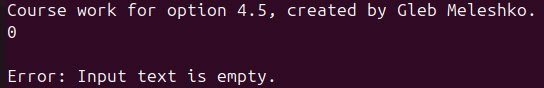 Course work for option 4.5, created by Gleb Meleshko.
0
Error: Input text is empty.